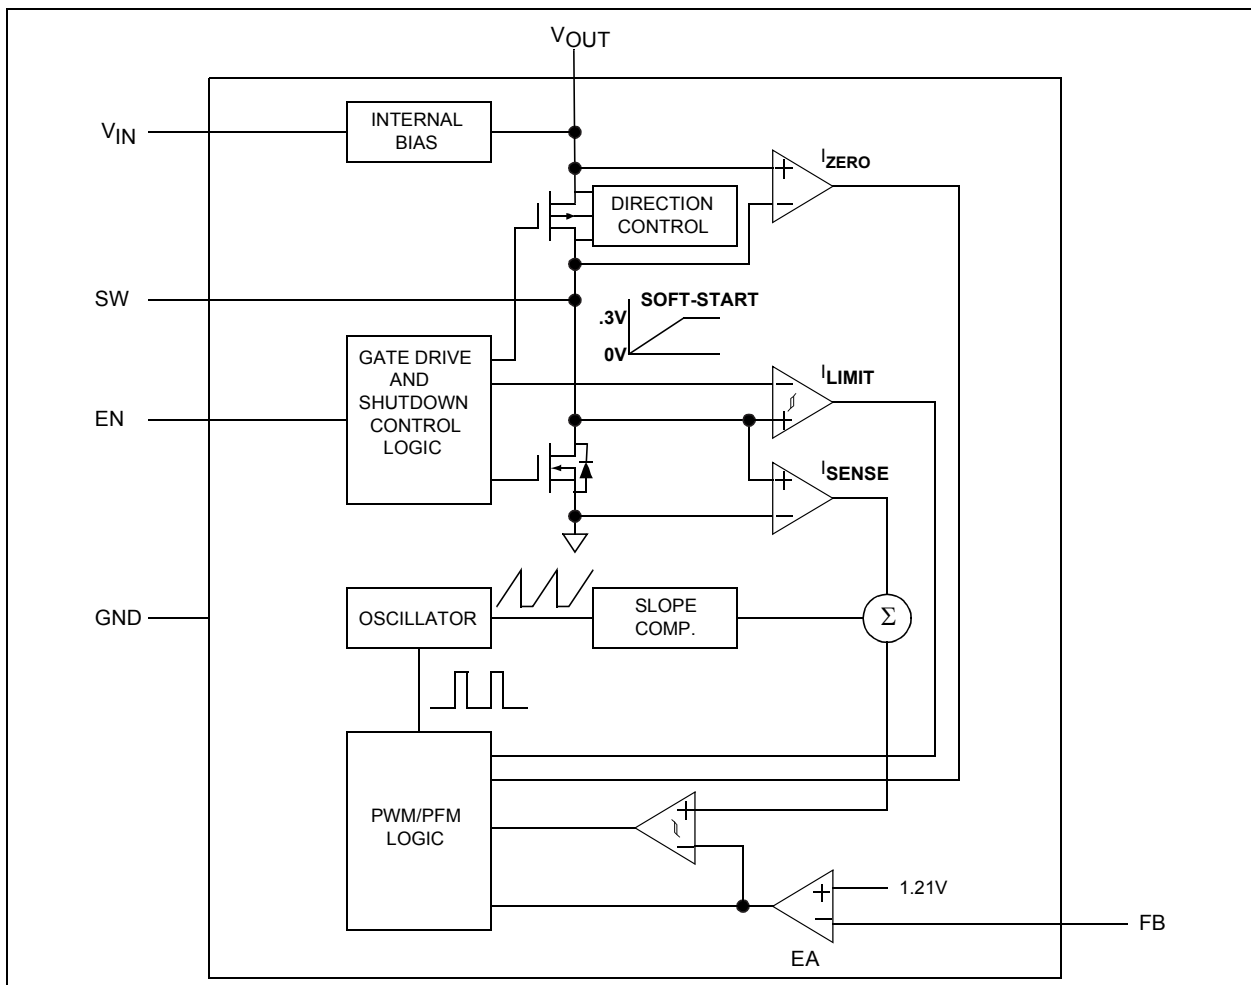 VOUT
VIN
INTERNAL
BIAS
IZERO
+
−
DIRECTION
CONTROL
SW
SOFT-START
.3V
0V
GATE DRIVE
AND
SHUTDOWN
CONTROL
LOGIC
ILIMIT
−
+
EN
ISENSE
+
−
GND
OSCILLATOR
SLOPE
COMP.
Σ
PWM/PFM
LOGIC
+
−
+
1.21V
−
FB
EA